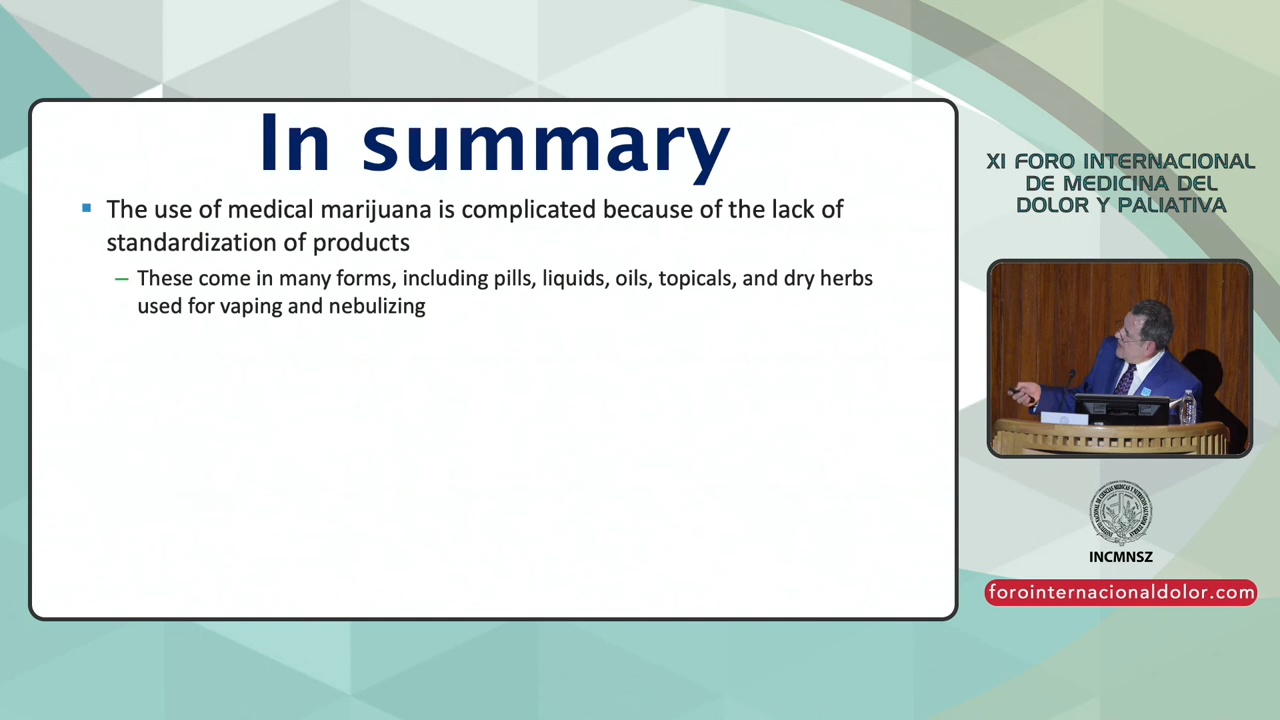 In summary
▪ The use of medical marijuana is complicated because of the lack of
standardization of products
– These come in many forms, including pills, liquids, oils, topicals, and dry herbs
used for vaping and nebulizing
XI FORO INTERNACIONAL
DE MEDICINA DEL
DOLOR Y PALIATIVA
INCMNSZ
forointernacionaldolor.com